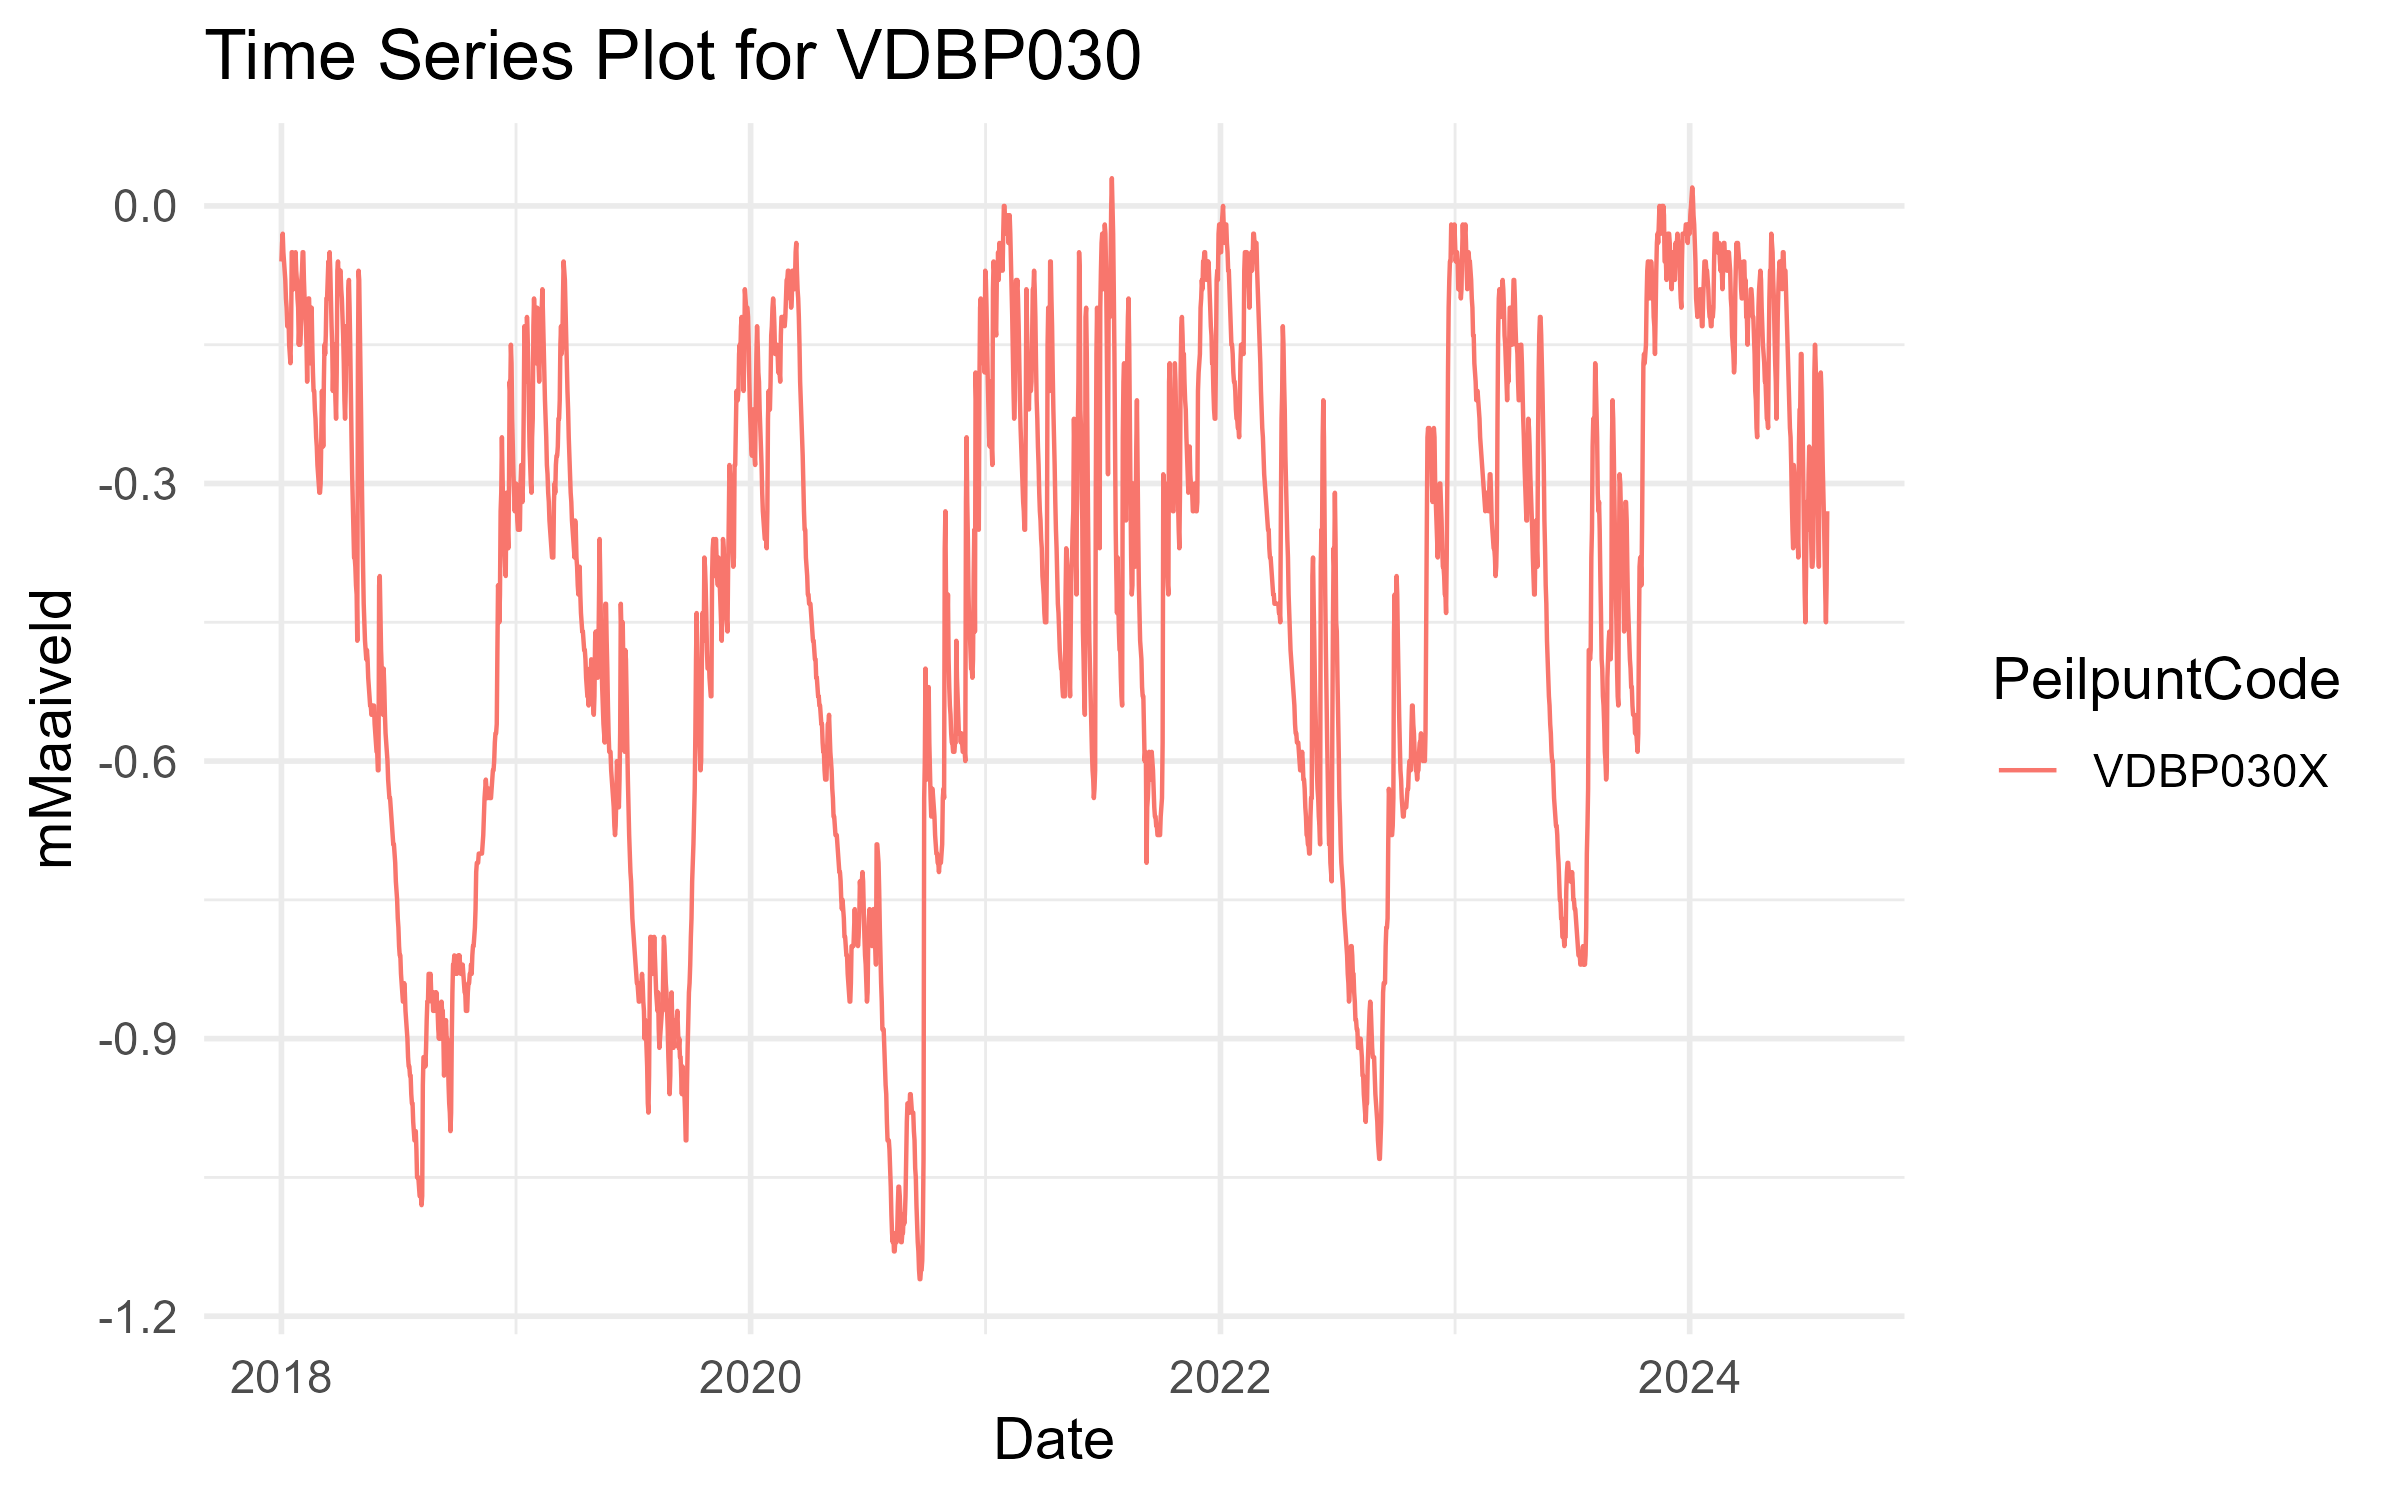 Time Series Plot for VDBP030
mMaaiveld
0.0
-0.3
-0.6
-0.9
-1.2
2018
2020
2022
2024
Date
PeilpuntCode
VDBP030X